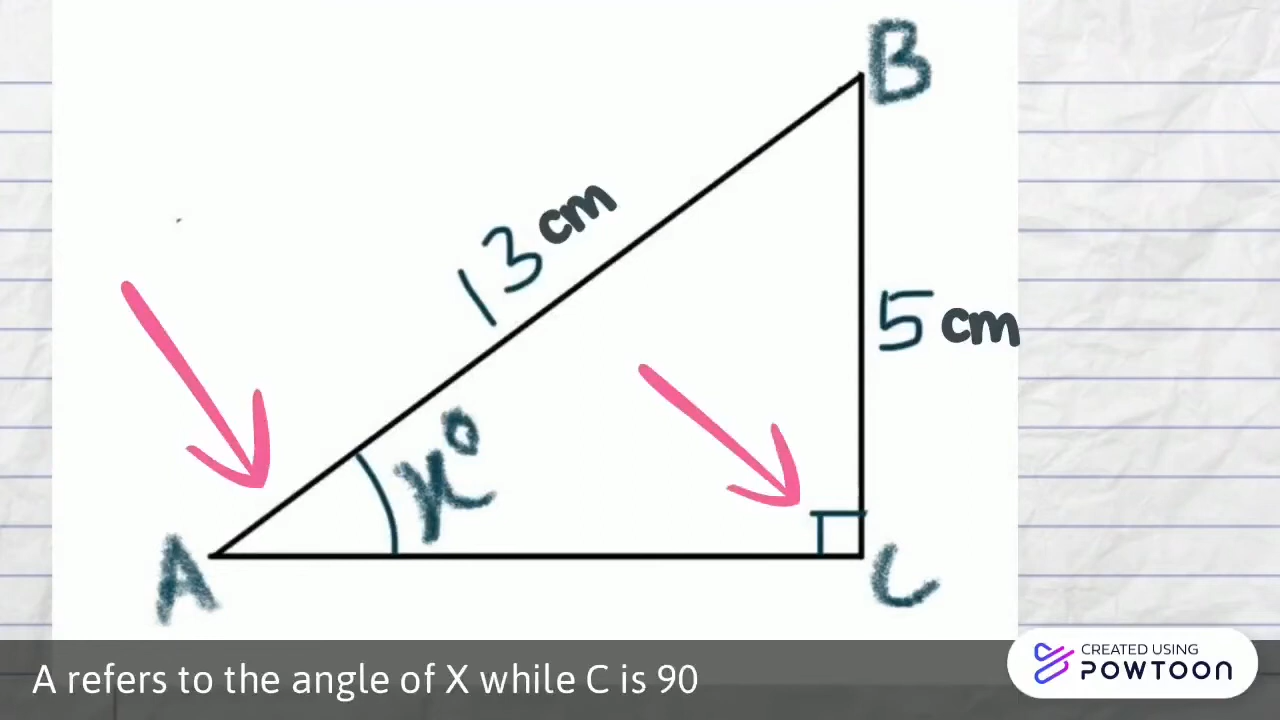 B
13 cm
5 cm
x°
A
C
A refers to the angle of X while C is 90
CREATED USING
POWTOON